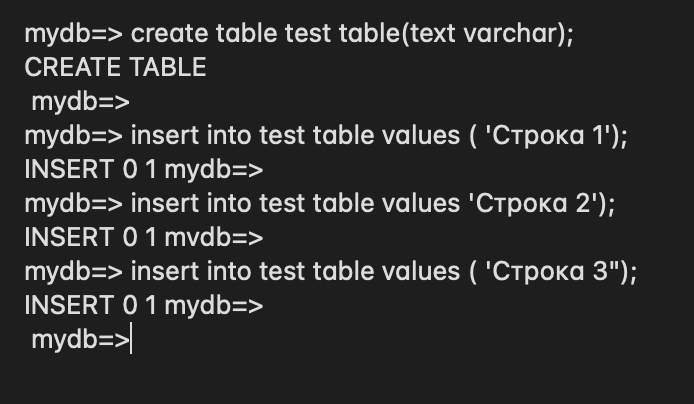 mydb=> create table test table(text varchar);
CREATE TABLE
mydb=>
mydb=> insert into test table values ( 'Строка 1');
INSERT 0 1 mydb=>
mydb=> insert into test table values 'Строка 2');
INSERT 0 1 mvdb=>
mydb=> insert into test table values ( 'Строка 3");
INSERT 0 1 mydb=>
mydb=>